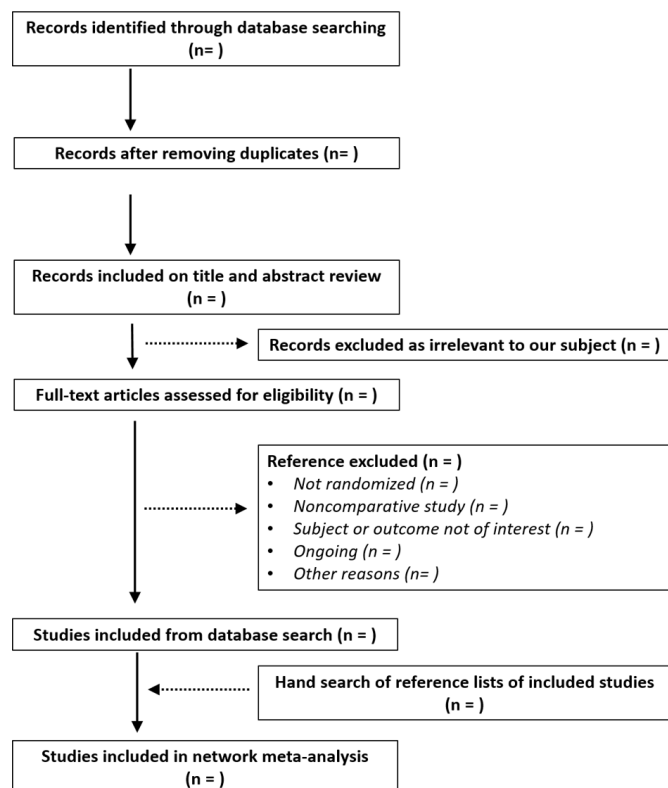 Records identified through database searching
(n= )
Records after removing duplicates (n= )
Records included on title and abstract review
(n = )
Records excluded as irrelevant to our subject (n = )
Full-text articles assessed for eligibility (n = )
Reference excluded (n = )
• Not randomized (n = )
• Noncomparative study (n = )
• Subject or outcome not of interest (n = )
• Ongoing (n = )
• Other reasons (n= )
Studies included from database search (n = )
Hand search of reference lists of included studies
(n = )
Studies included in network meta-analysis
(n = )